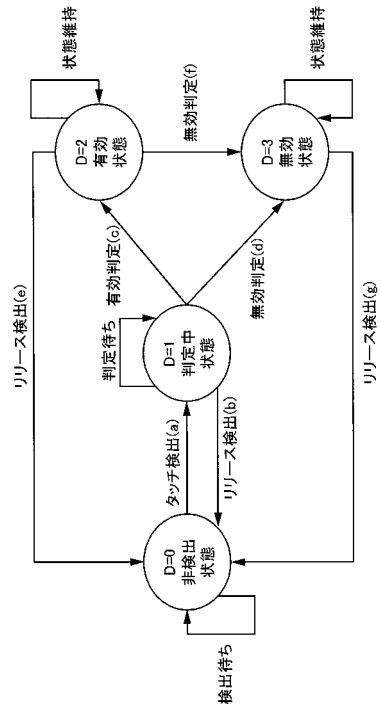 リリース検出(e)
状態維持
D=2
有効
状態
有効判定(c)
判定待ち
無効判定(f)
D=1
判定中
状態
タッチ検出(a)
D=0
非検出
状態
リリース検出(b)
無効判定(d)
検出待ち
D=3
無効
状態
状態維持
リリース検出(g)